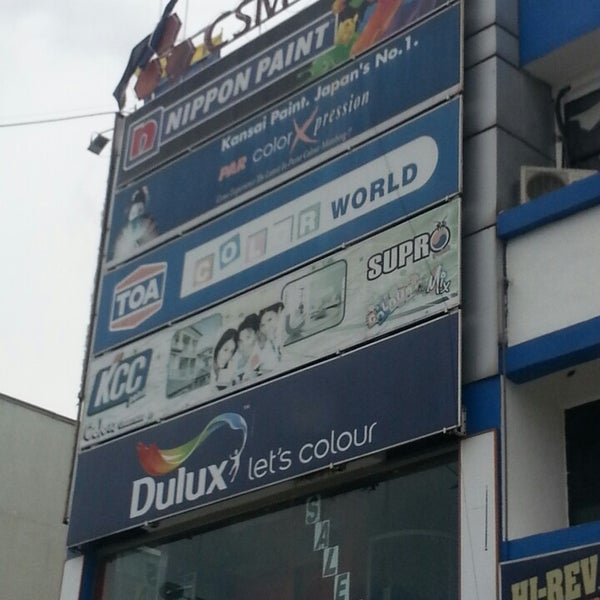 CSM
NIPPON PAINT
Kansai Paint. Japan's No.1.
PAR colorXpression
TOA COLOR WORLD
SUPRO
KCC
Mix
Dulux let's colour
SALE
HI-REV